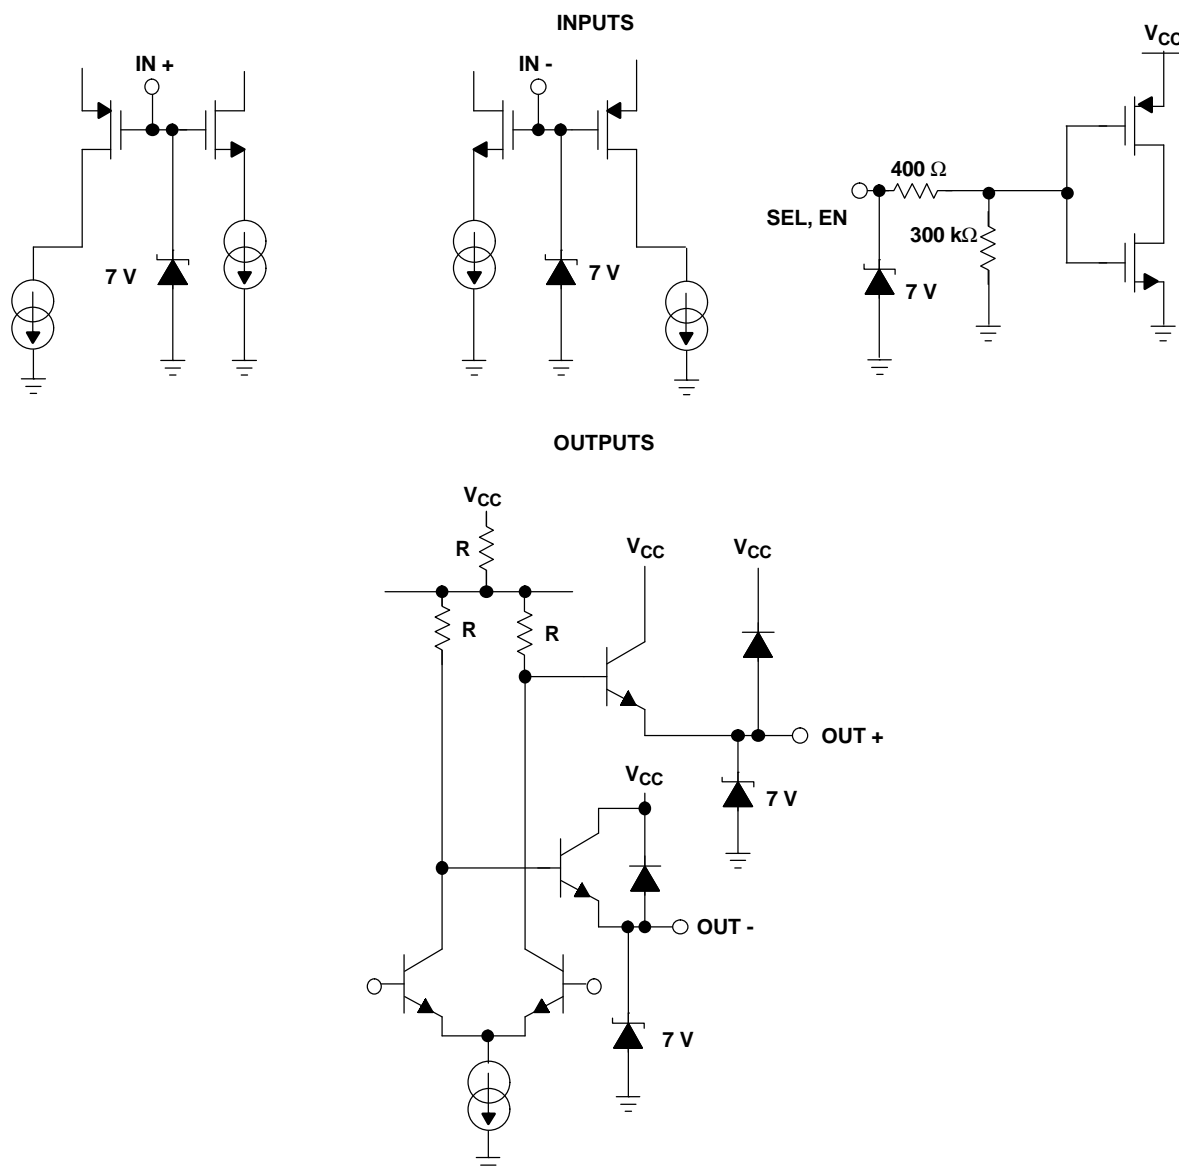 INPUTS
IN +
IN -
VCC
400 Ω
SEL, EN
300 kΩ
7 V
7 V
7 V
OUTPUTS
VCC
R
VCC
VCC
R
R
OUT +
VCC
7 V
OUT -
7 V